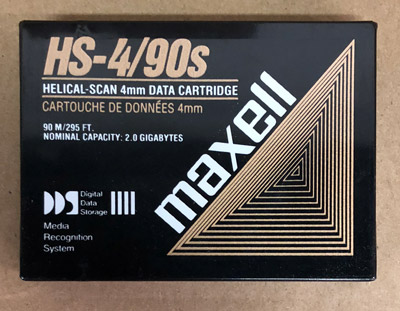 HS-4/90s
HELICAL-SCAN 4mm DATA CARTRIDGE
CARTOUCHE DE DONNÉES 4mm
90 M/295 FT.
NOMINAL CAPACITY: 2.0 GIGABYTES
maxell
DDS Digital
Data
Storage
Media
Recognition
System